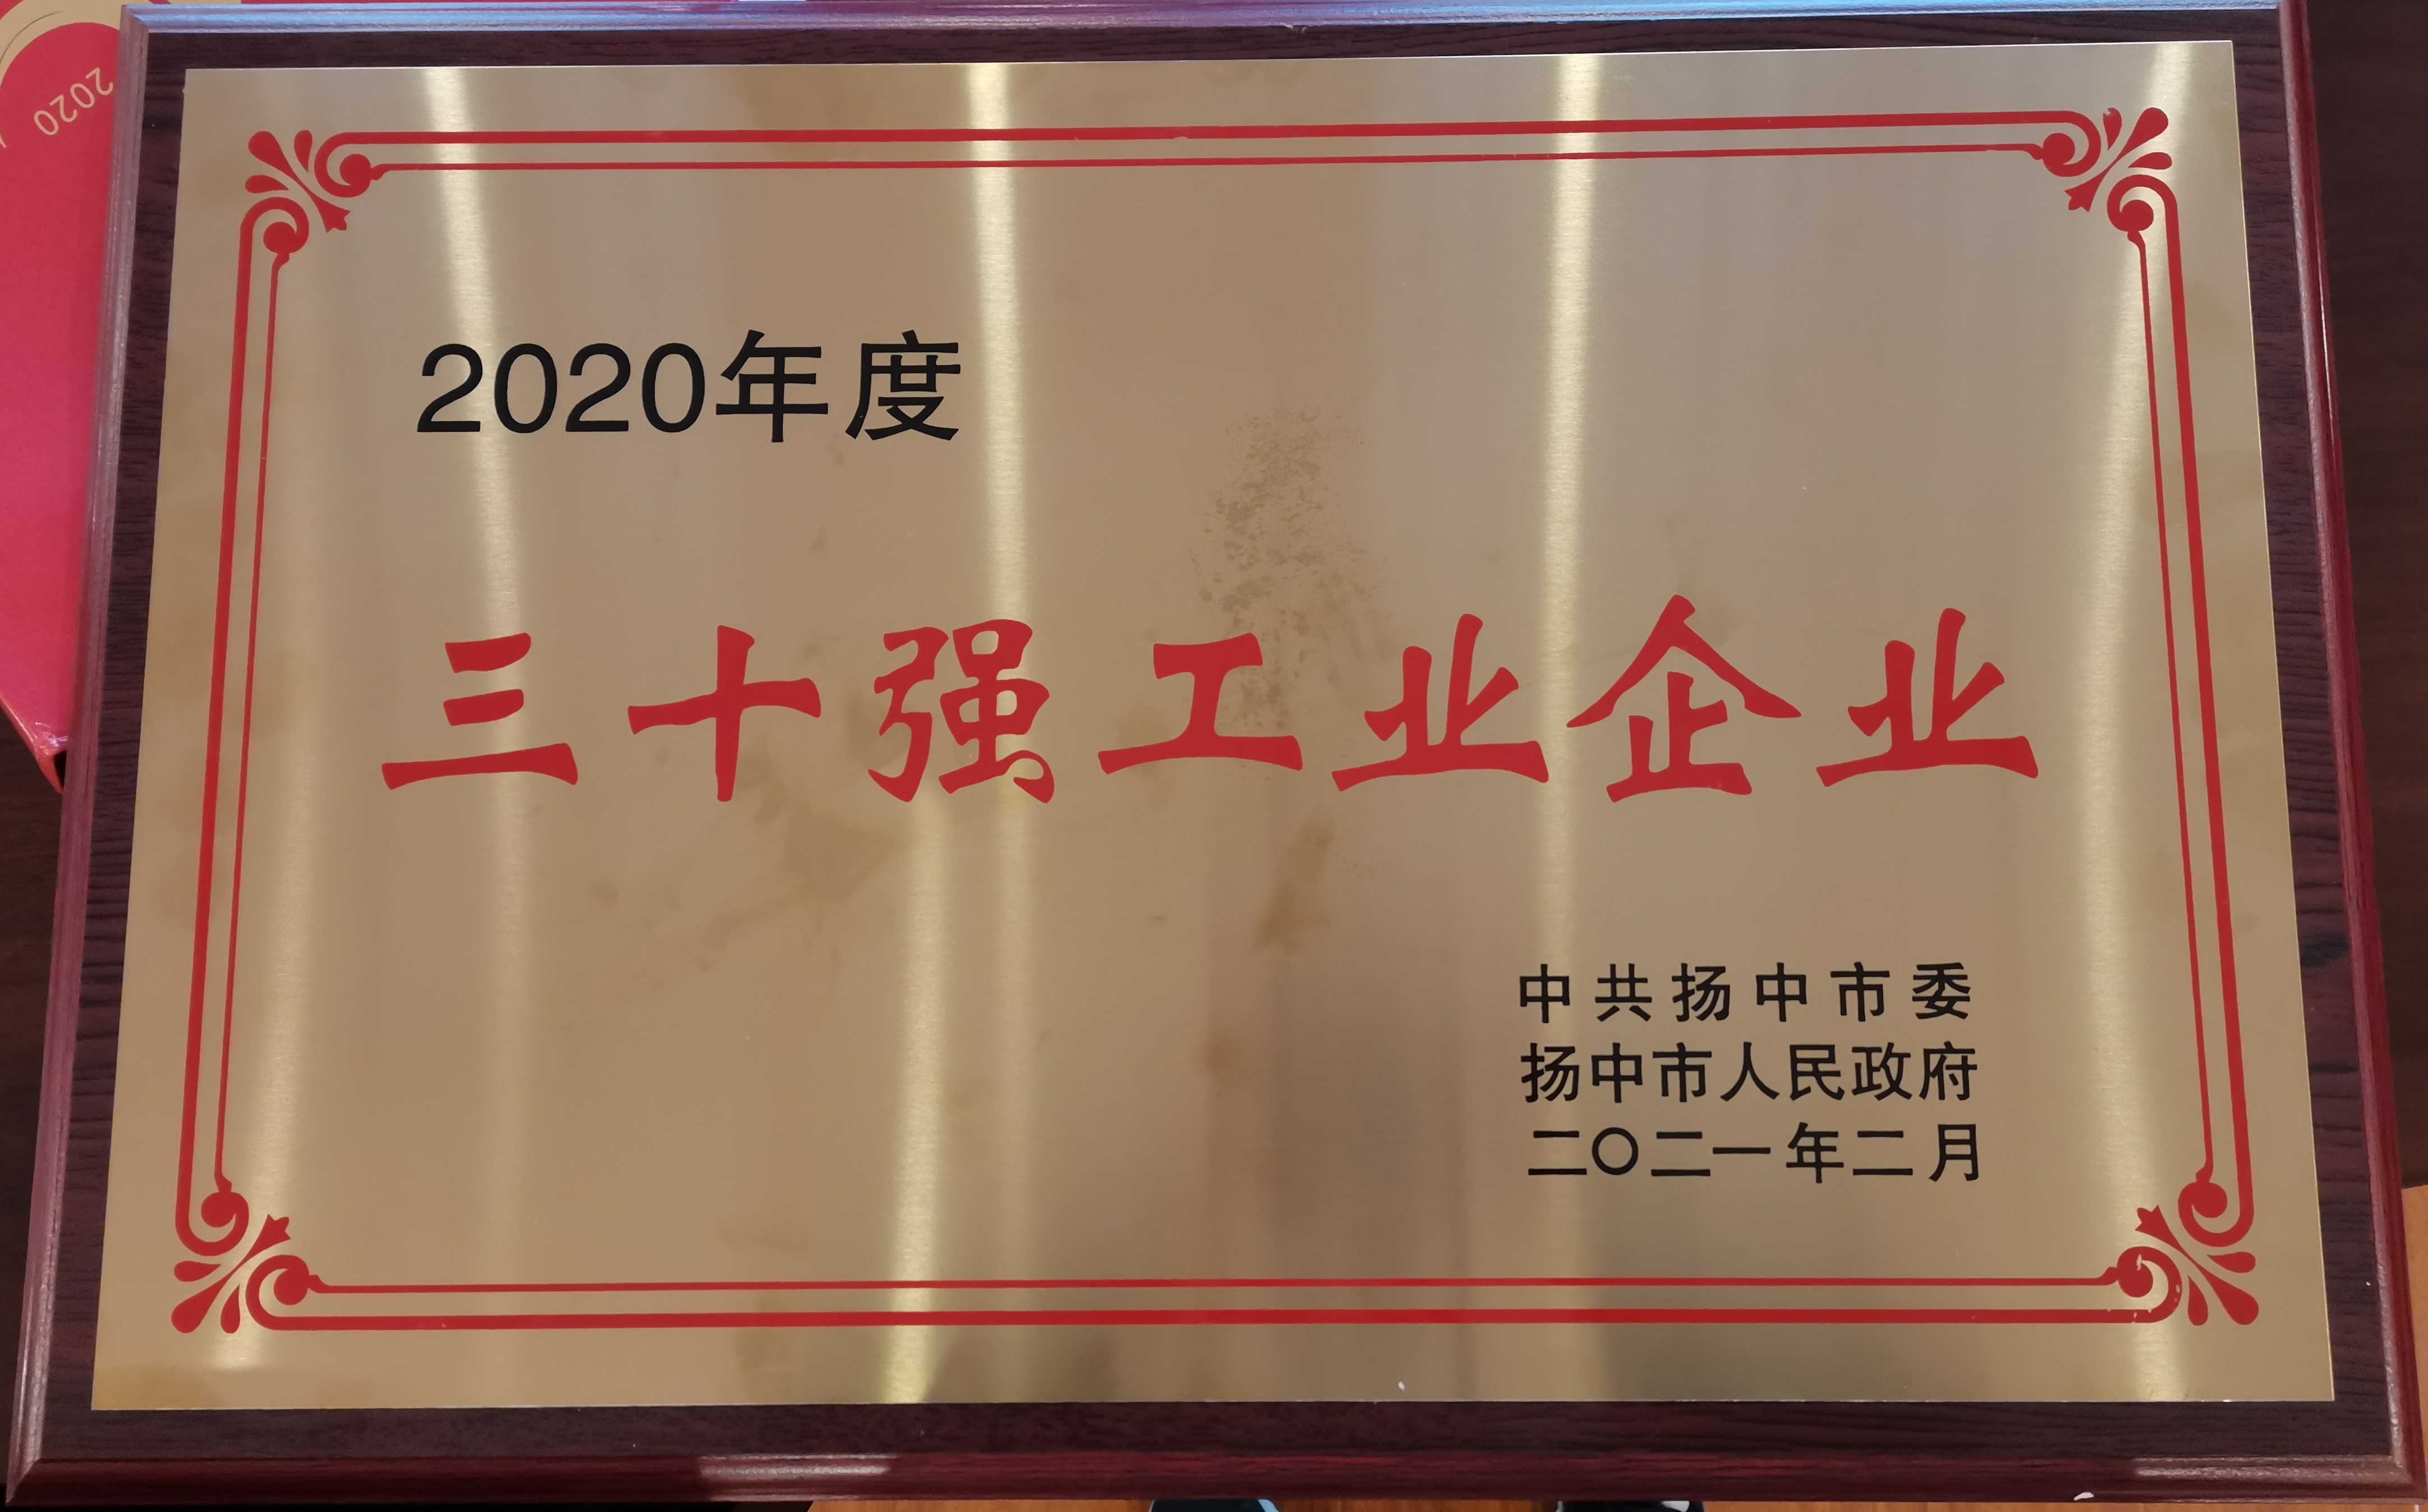 2020
2020年度
三十强工业企业
中共扬中市委
扬中市人民政府
二〇二一年二月